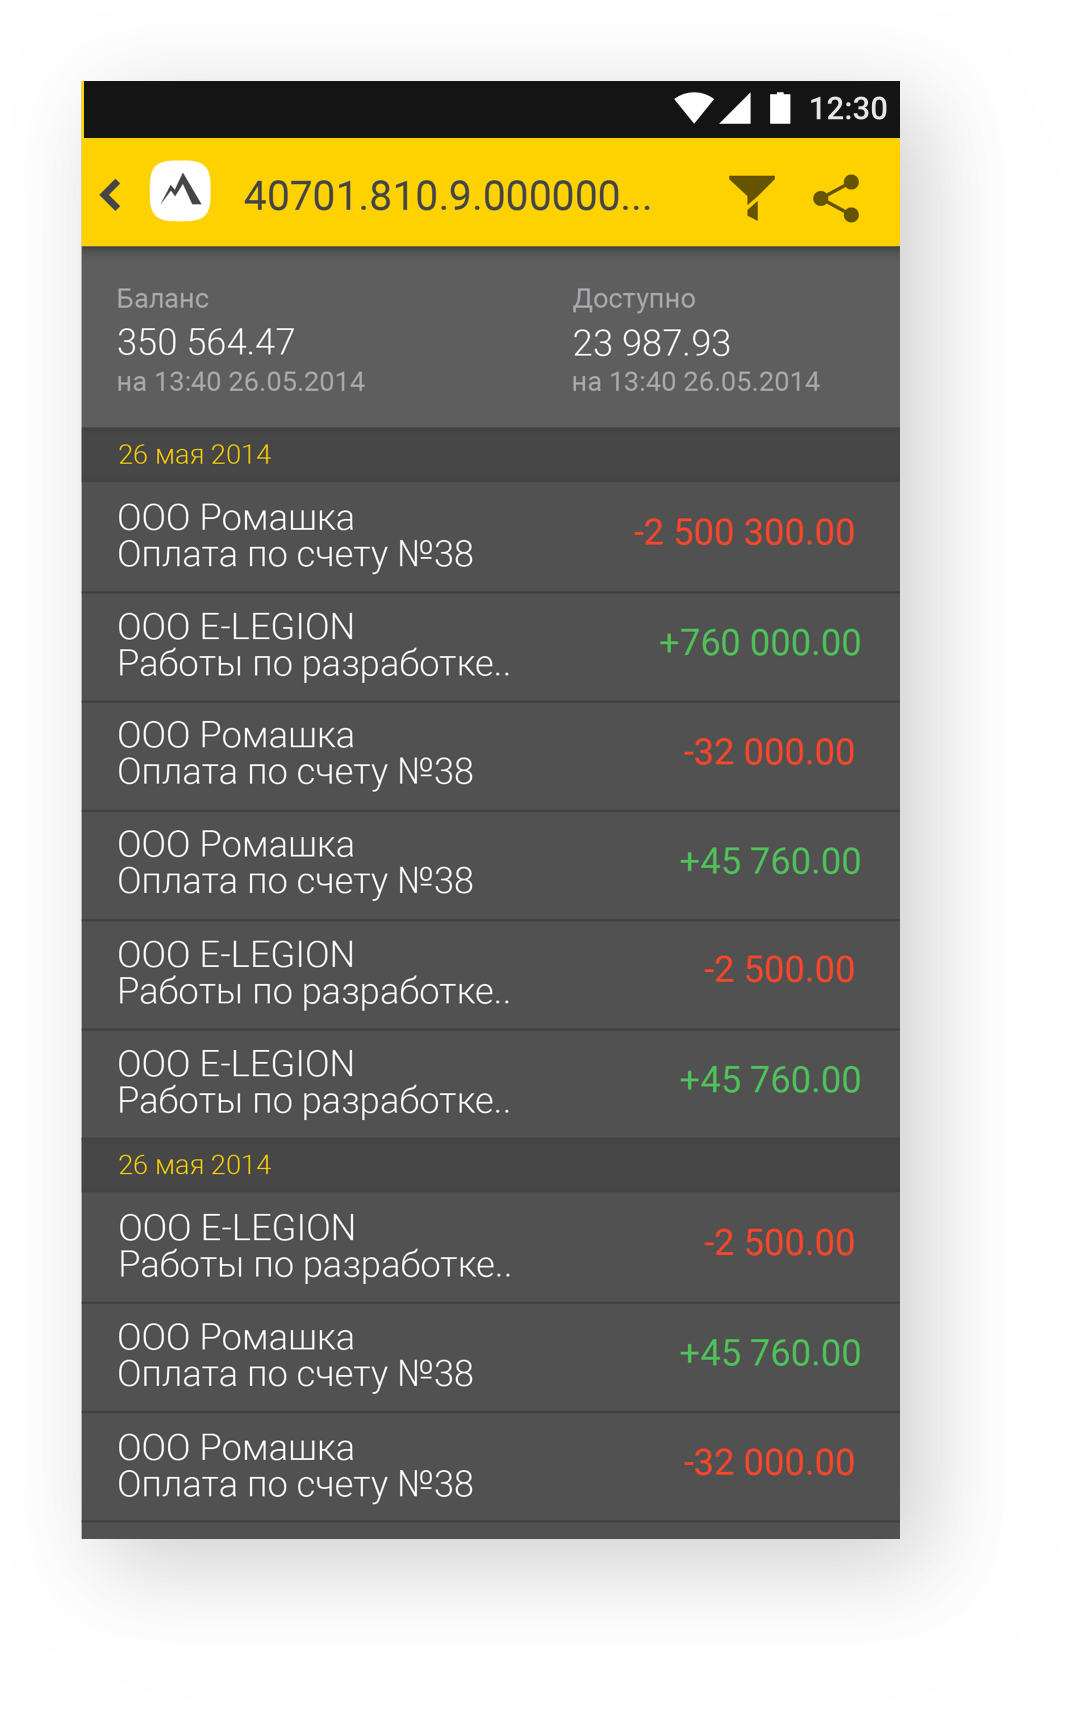 12:30
40701.810.9.000000...
Баланс
350 564.47
на 13:40 26.05.2014
Доступно
23 987.93
на 13:40 26.05.2014
26 мая 2014
ООО Ромашка
Оплата по счету №38
-2 500 300.00
ООО E-LEGION
Работы по разработке..
+760 000.00
ООО Ромашка
Оплата по счету №38
-32 000.00
ООО Ромашка
Оплата по счету №38
+45 760.00
ООО E-LEGION
Работы по разработке..
-2 500.00
ООО E-LEGION
Работы по разработке..
+45 760.00
26 мая 2014
ООО E-LEGION
Работы по разработке..
-2 500.00
ООО Ромашка
Оплата по счету №38
+45 760.00
ООО Ромашка
Оплата по счету №38
-32 000.00